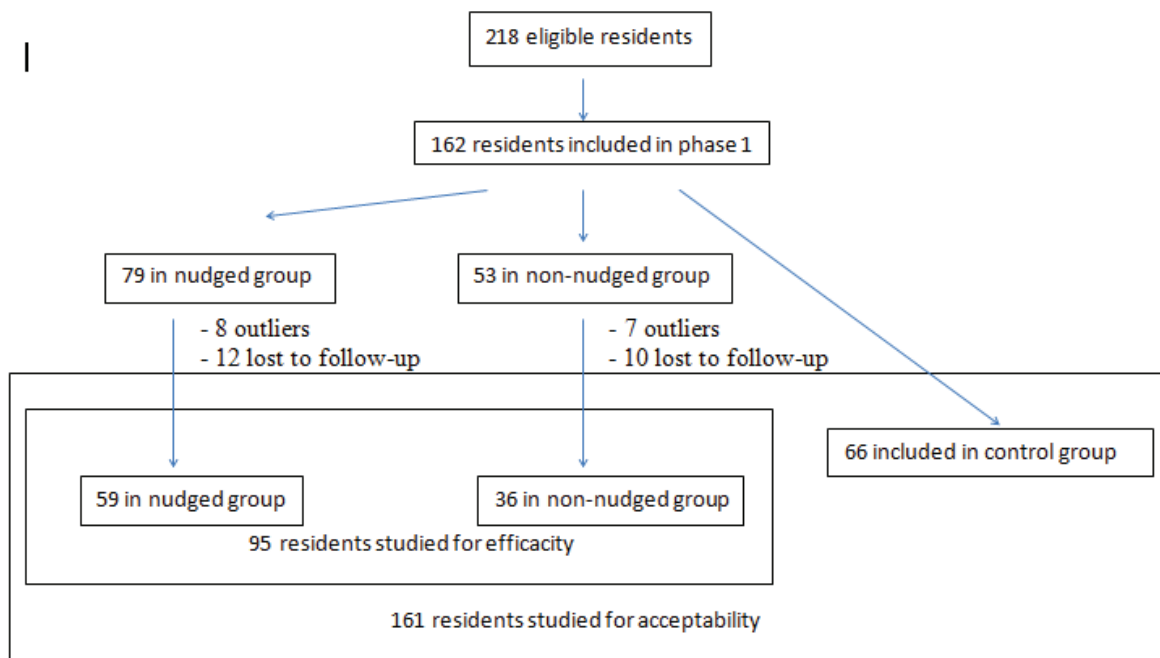 218 eligible residents
162 residents included in phase 1
79 in nudged group
53 in non-nudged group
- 8 outliers
- 12 lost to follow-up
- 7 outliers
- 10 lost to follow-up
66 included in control group
59 in nudged group
36 in non-nudged group
95 residents studied for efficacity
161 residents studied for acceptability